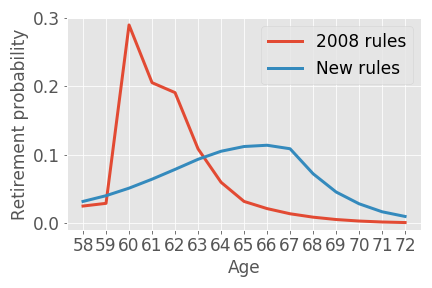 0.3
0.2
0.1
0.0
Retirement probability
2008 rules
New rules
58 59 60 61 62 63 64 65 66 67 68 69 70 71 72
Age